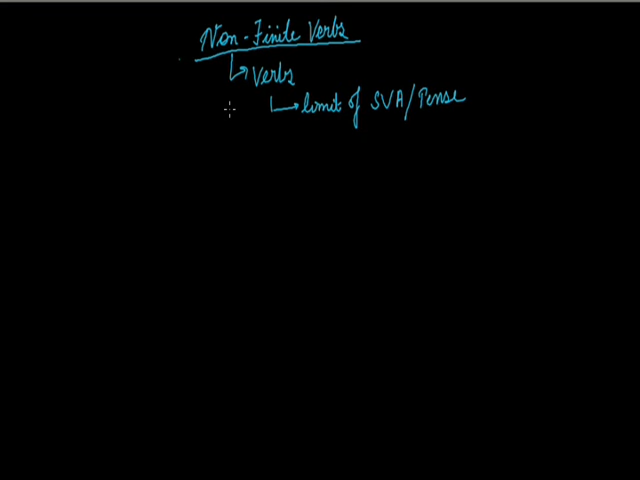 Non-Finite Verbs
Verbs
limit of SVA/Tense